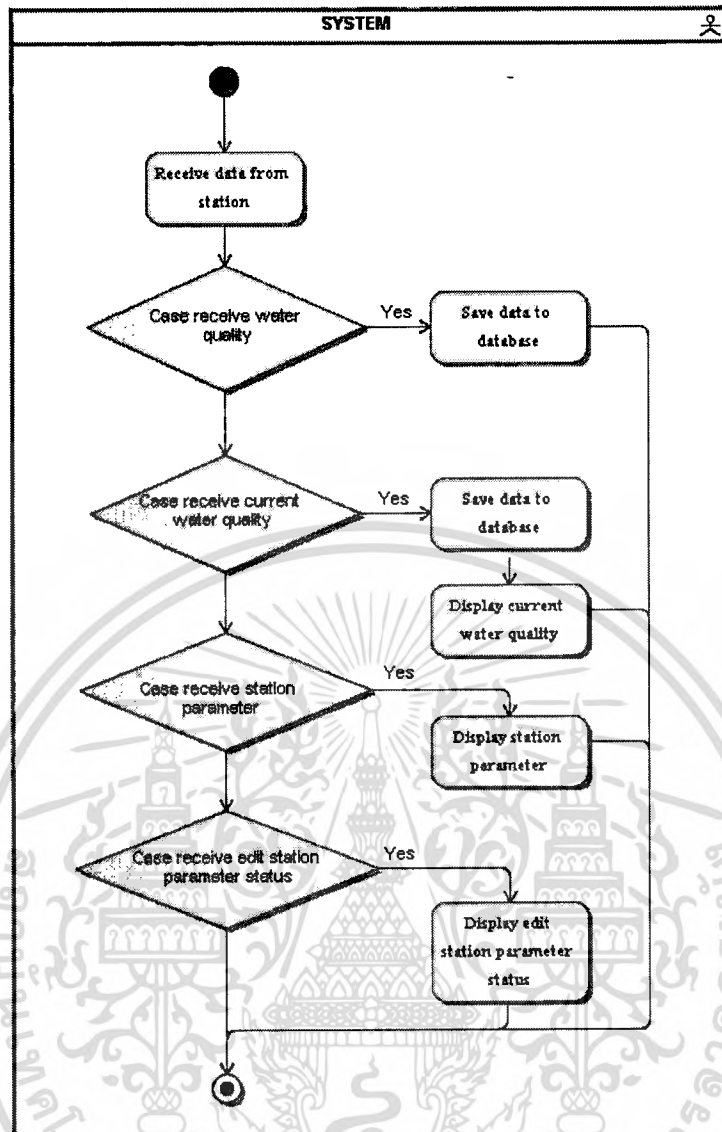 SYSTEM
Receive data from
station
Case receive water
quality
Yes
Save data to
database
Case receive current
water quality
Yes
Save data to
database
Display current
water quality
Case receive station
parameter
Yes
Display station
parameter
Case receive edit station
parameter status
Yes
Display edit
station parameter
status